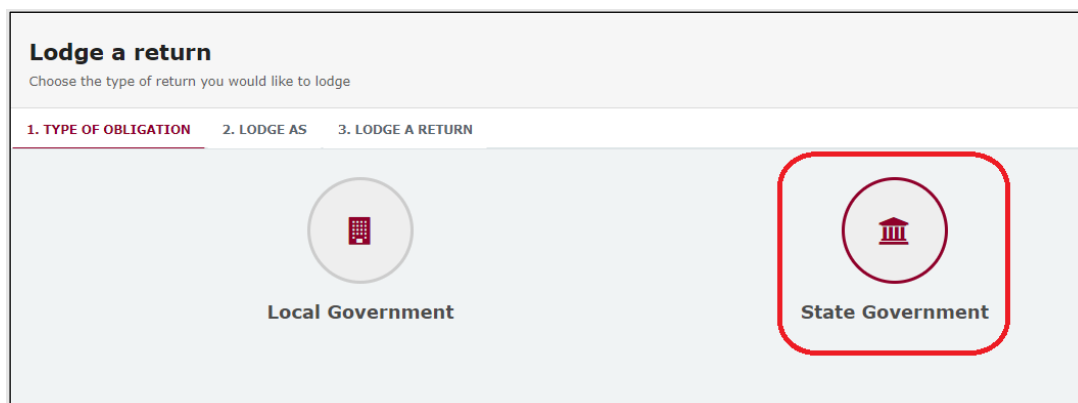 Lodge a return
Choose the type of return you would like to lodge
1. TYPE OF OBLIGATION 2. LODGE AS 3. LODGE A RETURN
Local Government State Government